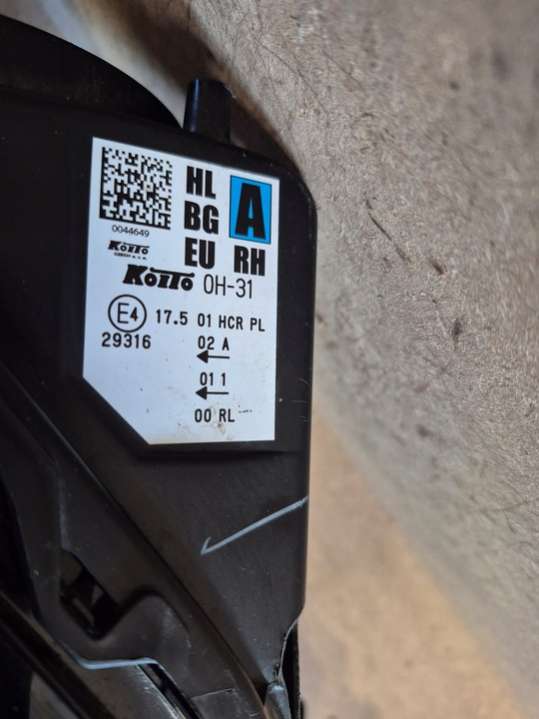 HL
BG
EU
A
RH
0044649
KOITO
KOITO 0H-31
E4 17.5 01 HCR PL
29316 02 A
←
01 1
←
00 RL